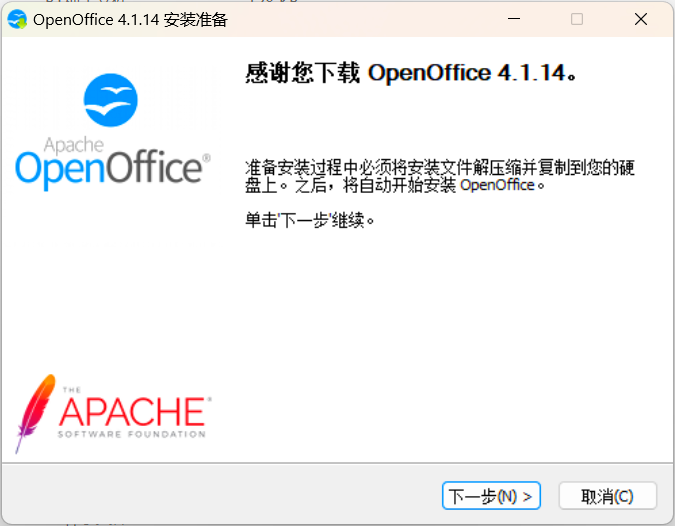 OpenOffice 4.1.14 安装准备
感谢您下载 OpenOffice 4.1.14。
Apache
OpenOffice®
准备安装过程中必须将安装文件解压缩并复制到您的硬
盘上。之后，将自动开始安装 OpenOffice。
单击'下一步'继续。
THE
APACHE®
SOFTWARE FOUNDATION
下一步(N) >
取消(C)